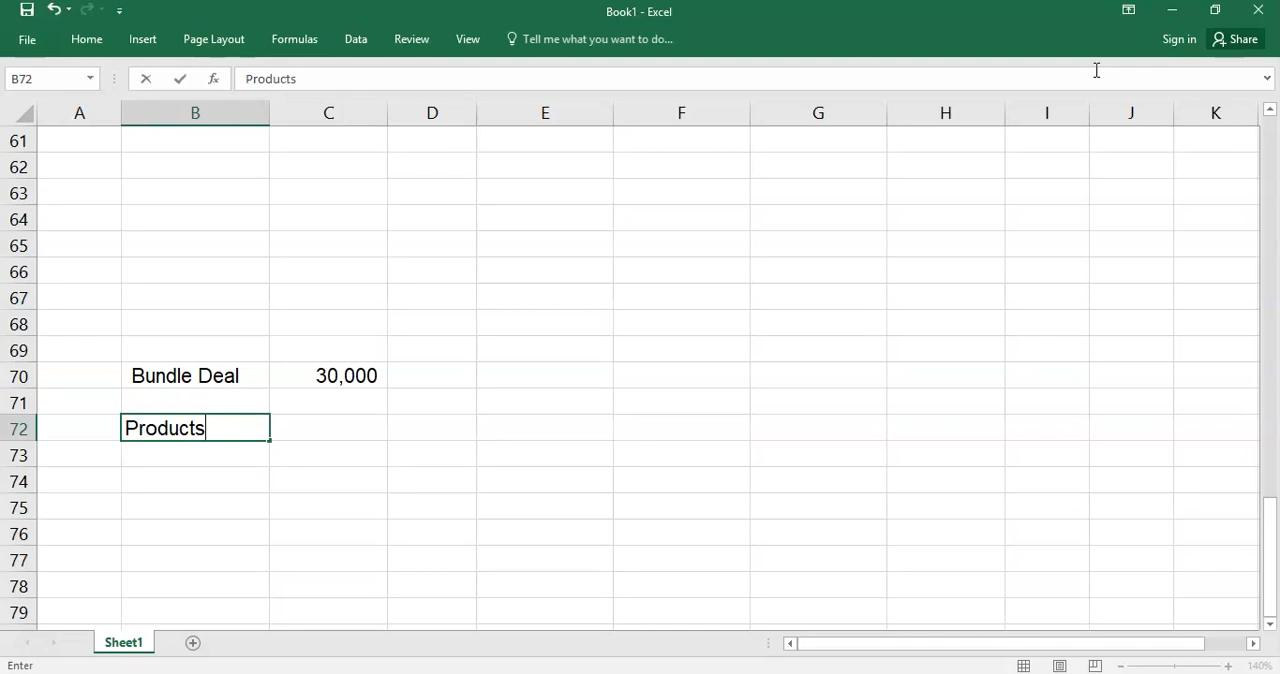 Book1 - Excel
File Home Insert Page Layout Formulas Data Review View Tell me what you want to do... Sign in Share
B72 fx Products
A B C D E F G H I J K
61
62
63
64
65
66
67
68
69
70 Bundle Deal 30,000
71
72 Products
73
74
75
76
77
78
79
Sheet1
Enter 140%